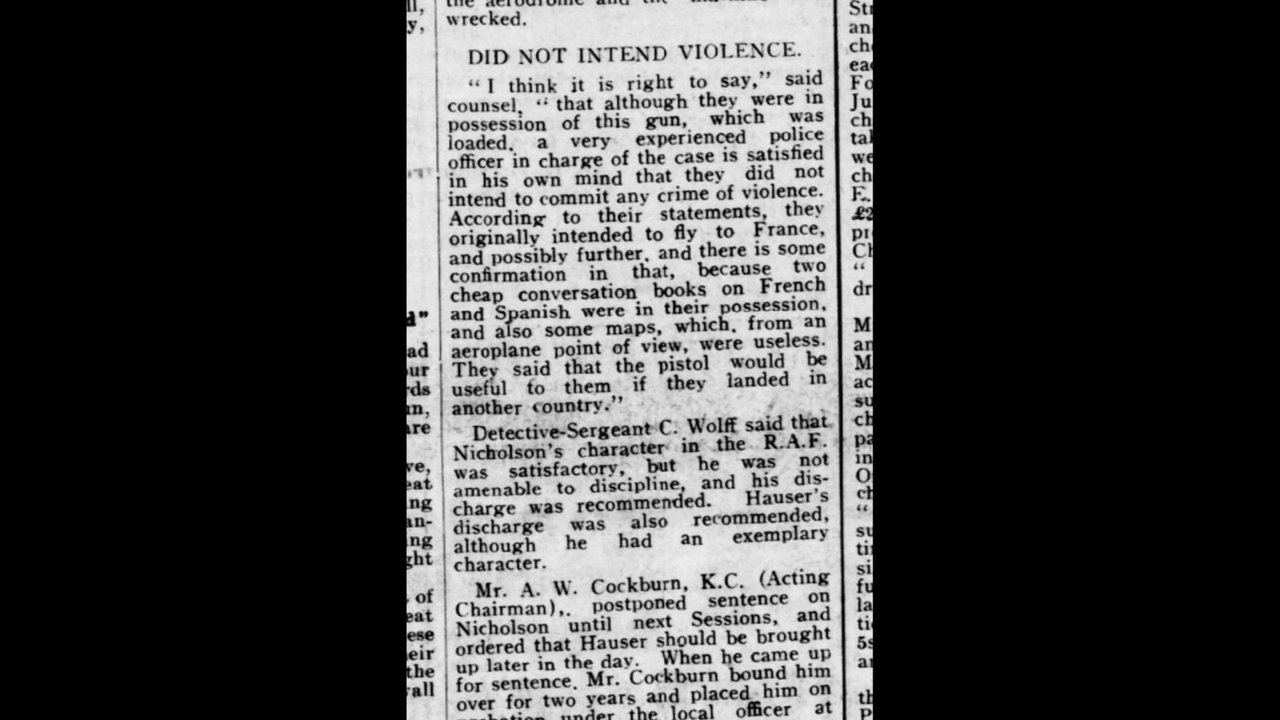 the aerodrome and the
wrecked.
DID NOT INTEND VIOLENCE.
" I think it is right to say," said
counsel, " that although they were in
possession of this gun, which was
loaded, a very experienced police
officer in charge of the case is satisfied
in his own mind that they did not
intend to commit any crime of violence.
According to their statements, they
originally intended to fly to France,
and possibly further, and there is some
confirmation in that, because two
cheap conversation books on French
and Spanish were in their possession,
and also some maps, which, from an
aeroplane point of view, were useless.
They said that the pistol would be
useful to them if they landed in
another country."
Detective-Sergeant C. Wolff said that
Nicholson's character in the R.A.F.
was satisfactory, but he was not
amenable to discipline, and his dis-
charge was recommended. Hauser's
discharge was also recommended,
although he had an exemplary
character.
Mr. A. W. Cockburn, K.C. (Acting
Chairman),. postponed sentence on
Nicholson until next Sessions, and
ordered that Hauser should be brought
up later in the day. When he came up
for sentence, Mr. Cockburn bound him
over for two years and placed him on
under the local officer at